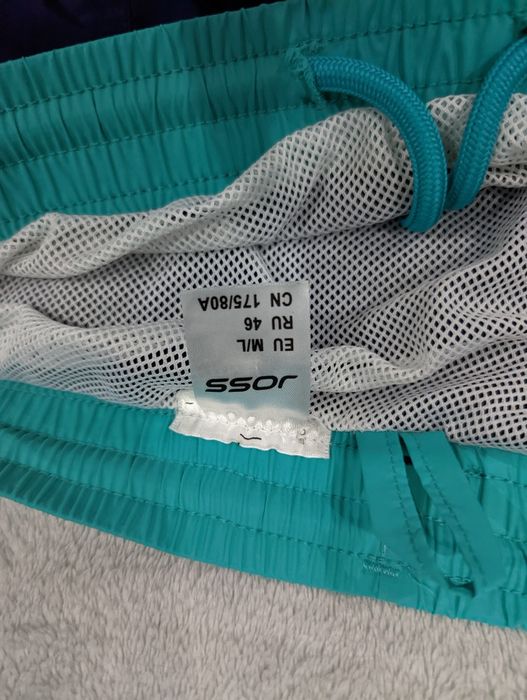 JOSS
EU M/L
RU 46
CN 175/80A